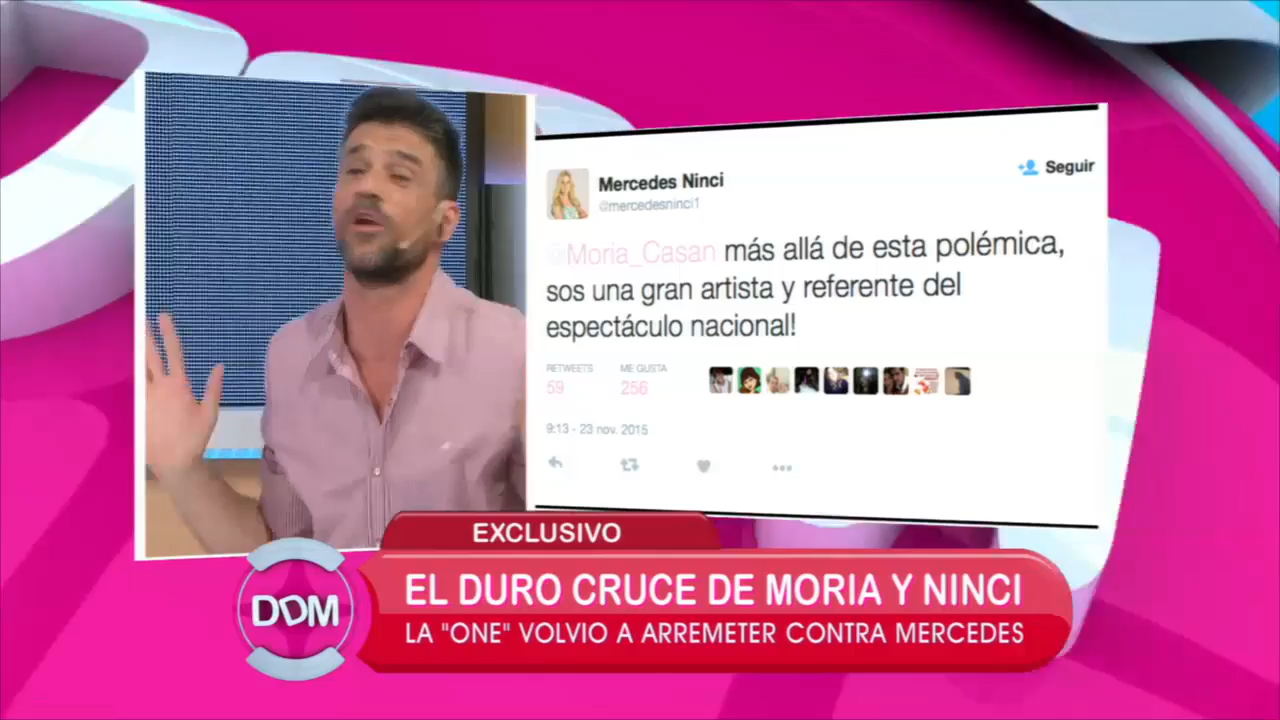 Mercedes Ninci
@mercedesninci1
Seguir
@Moria_Casan más allá de esta polémica,
sos una gran artista y referente del
espectáculo nacional!
RETWEETS
ME GUSTA
59
256
9:13 - 23 nov. 2015
EXCLUSIVO
DDM
EL DURO CRUCE DE MORIA Y NINCI
LA "ONE" VOLVIO A ARREMETER CONTRA MERCEDES